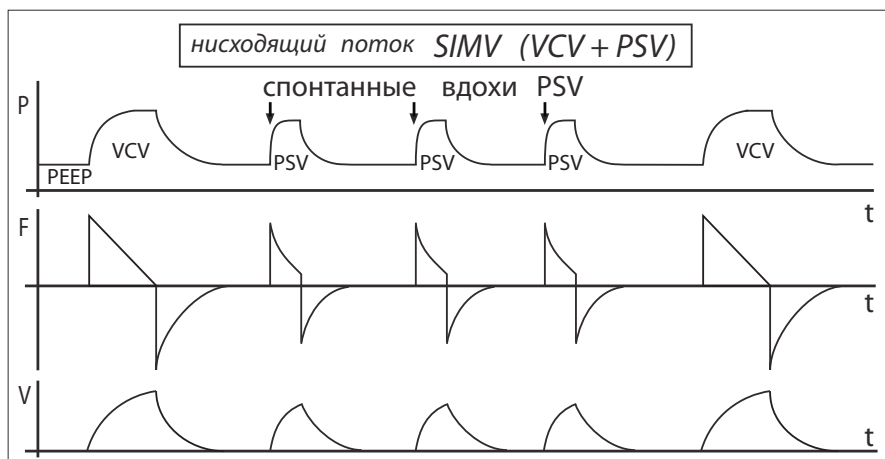 нисходящий поток SIMV (VCV + PSV)
спонтанные вдохи PSV
P
VCV PSV PSV PSV VCV
PEEP
t
F
t
V
t